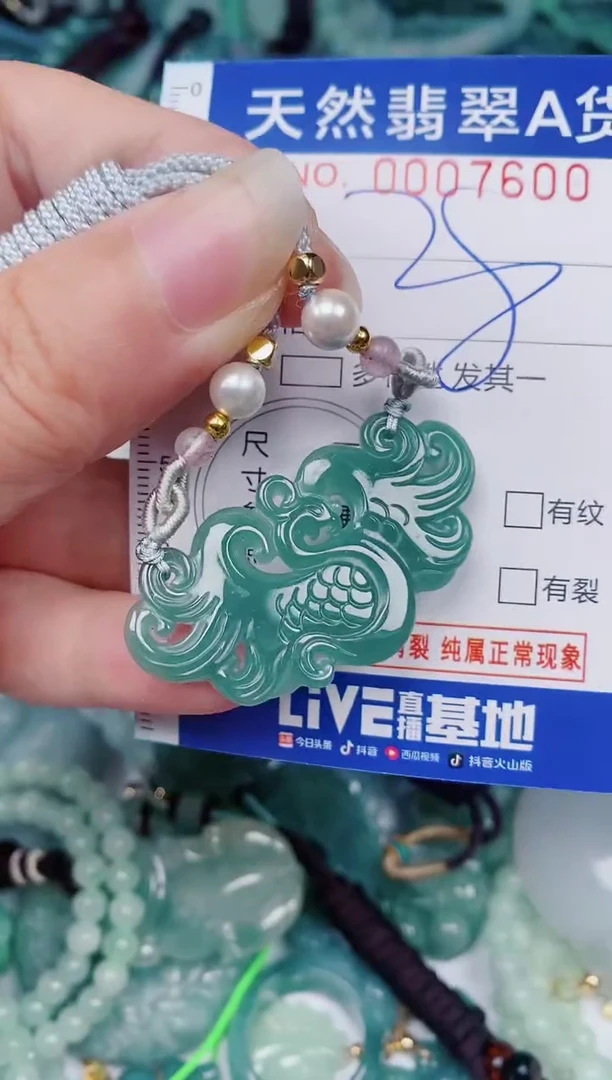 0
天然翡翠A货
NO. 0007600
发其一
尺
寸
有纹
有裂
裂 纯属正常现象
LiVE直播基地
今日头条 抖音 西瓜视频 抖音火山版